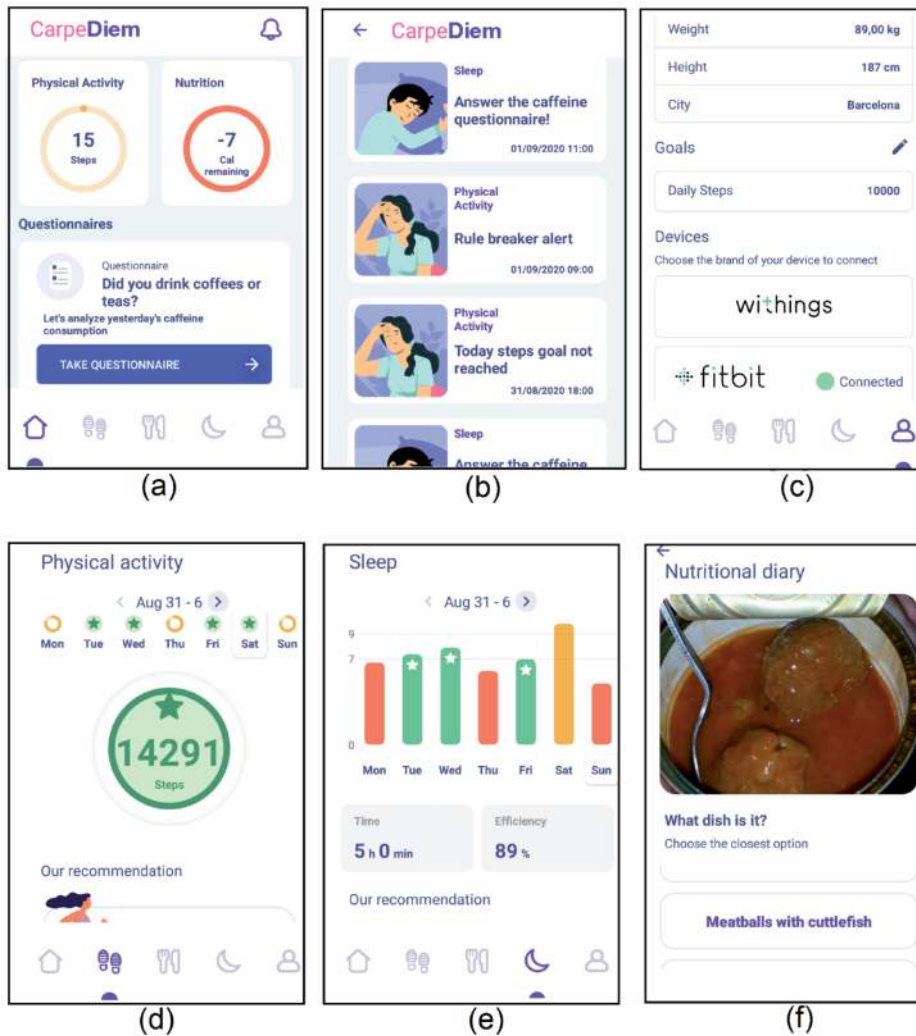 CarpeDiem
Physical Activity
Nutrition
15
Steps
-7
Cal
remaining
Questionnaires
Questionnaire
Did you drink coffees or
teas?
Let's analyze yesterday's caffeine
consumption
TAKE QUESTIONNAIRE
(a)
CarpeDiem
Sleep
Answer the caffeine
questionnaire!
01/09/2020 11:00
Physical
Activity
Rule breaker alert
01/09/2020 09:00
Physical
Activity
Today steps goal not
reached
31/08/2020 18:00
Sleep
Answer the caffeine
(b)
Weight 89,00 kg
Height 187 cm
City Barcelona
Goals
Daily Steps 10000
Devices
Choose the brand of your device to connect
withings
fitbit Connected
(c)
Physical activity
Aug 31 - 6
Mon Tue Wed Thu Fri Sat Sun
14291
Steps
Our recommendation
(d)
Sleep
Aug 31 - 6
9
7
0
Mon Tue Wed Thu Fri Sat Sun
Time
5 h 0 min
Efficiency
89 %
Our recommendation
(e)
Nutritional diary
What dish is it?
Choose the closest option
Meatballs with cuttlefish
(f)